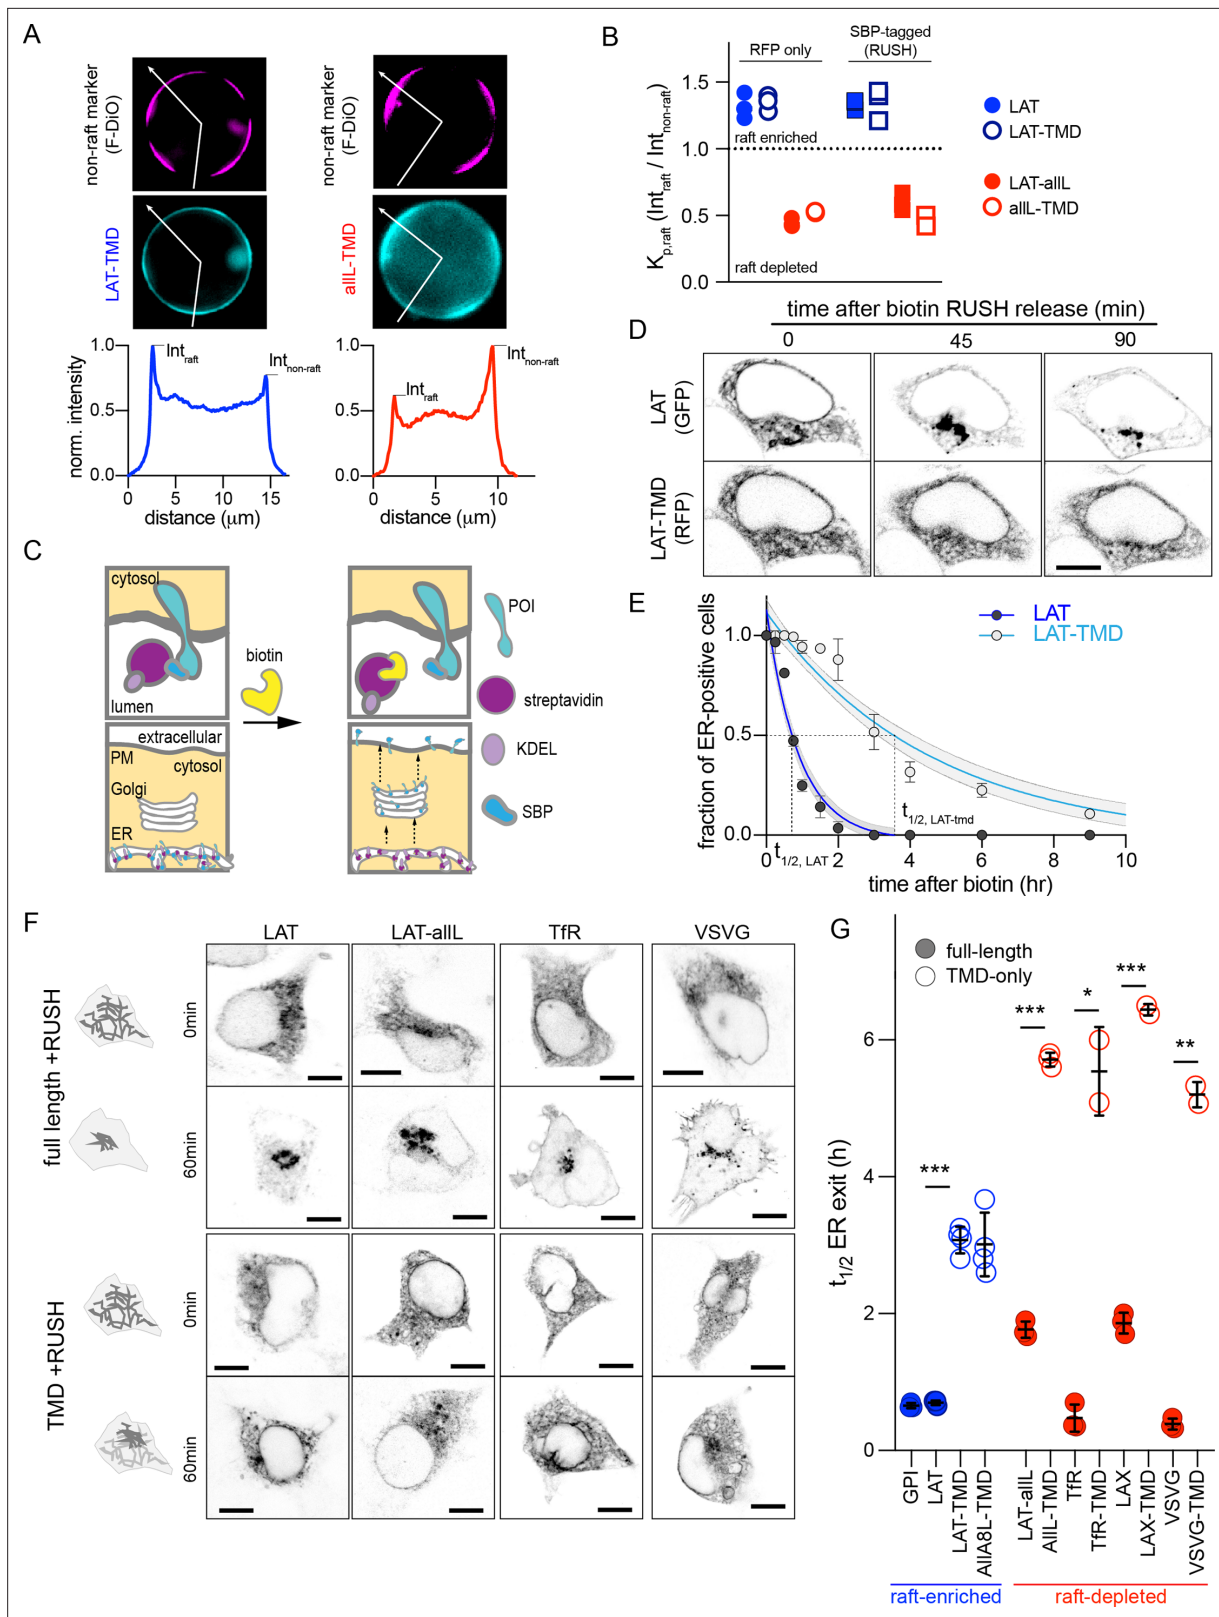 A
non-raft marker
(F-DiO)
non-raft marker
(F-DiO)
LAT-TMD
allL-TMD
norm. intensity
1.0
0.5
0.0
Int raft
Int non-raft
0
5
10
15
distance (μm)
1.0
0.5
0.0
Int raft
Int non-raft
0
5
10
distance (μm)
B
RFP only
SBP-tagged
(RUSH)
K p,raft (Int raft / Int non-raft)
1.5
1.0
0.5
0.0
raft enriched
raft depleted
LAT
LAT-TMD
LAT-allL
allL-TMD
C
cytosol
lumen
biotin
extracellular
PM
cytosol
Golgi
ER
POI
streptavidin
KDEL
SBP
D
time after biotin RUSH release (min)
0
45
90
LAT
(GFP)
LAT-TMD
(RFP)
E
fraction of ER-positive cells
1.0
0.5
0.0
LAT
LAT-TMD
t 1/2, LAT-tmd
t 1/2, LAT
0
2
4
6
8
10
time after biotin (hr)
F
LAT
LAT-allL
TfR
VSVG
full length +RUSH
0min
60min
TMD +RUSH
0min
60min
G
full-length
TMD-only
t 1/2 ER exit (h)
6
4
2
0
***
***
*
***
**
GPI
LAT
LAT-TMD
AllA8L-TMD
LAT-allL
AllL-TMD
TfR
TfR-TMD
LAX
LAX-TMD
VSVG
VSVG-TMD
raft-enriched
raft-depleted